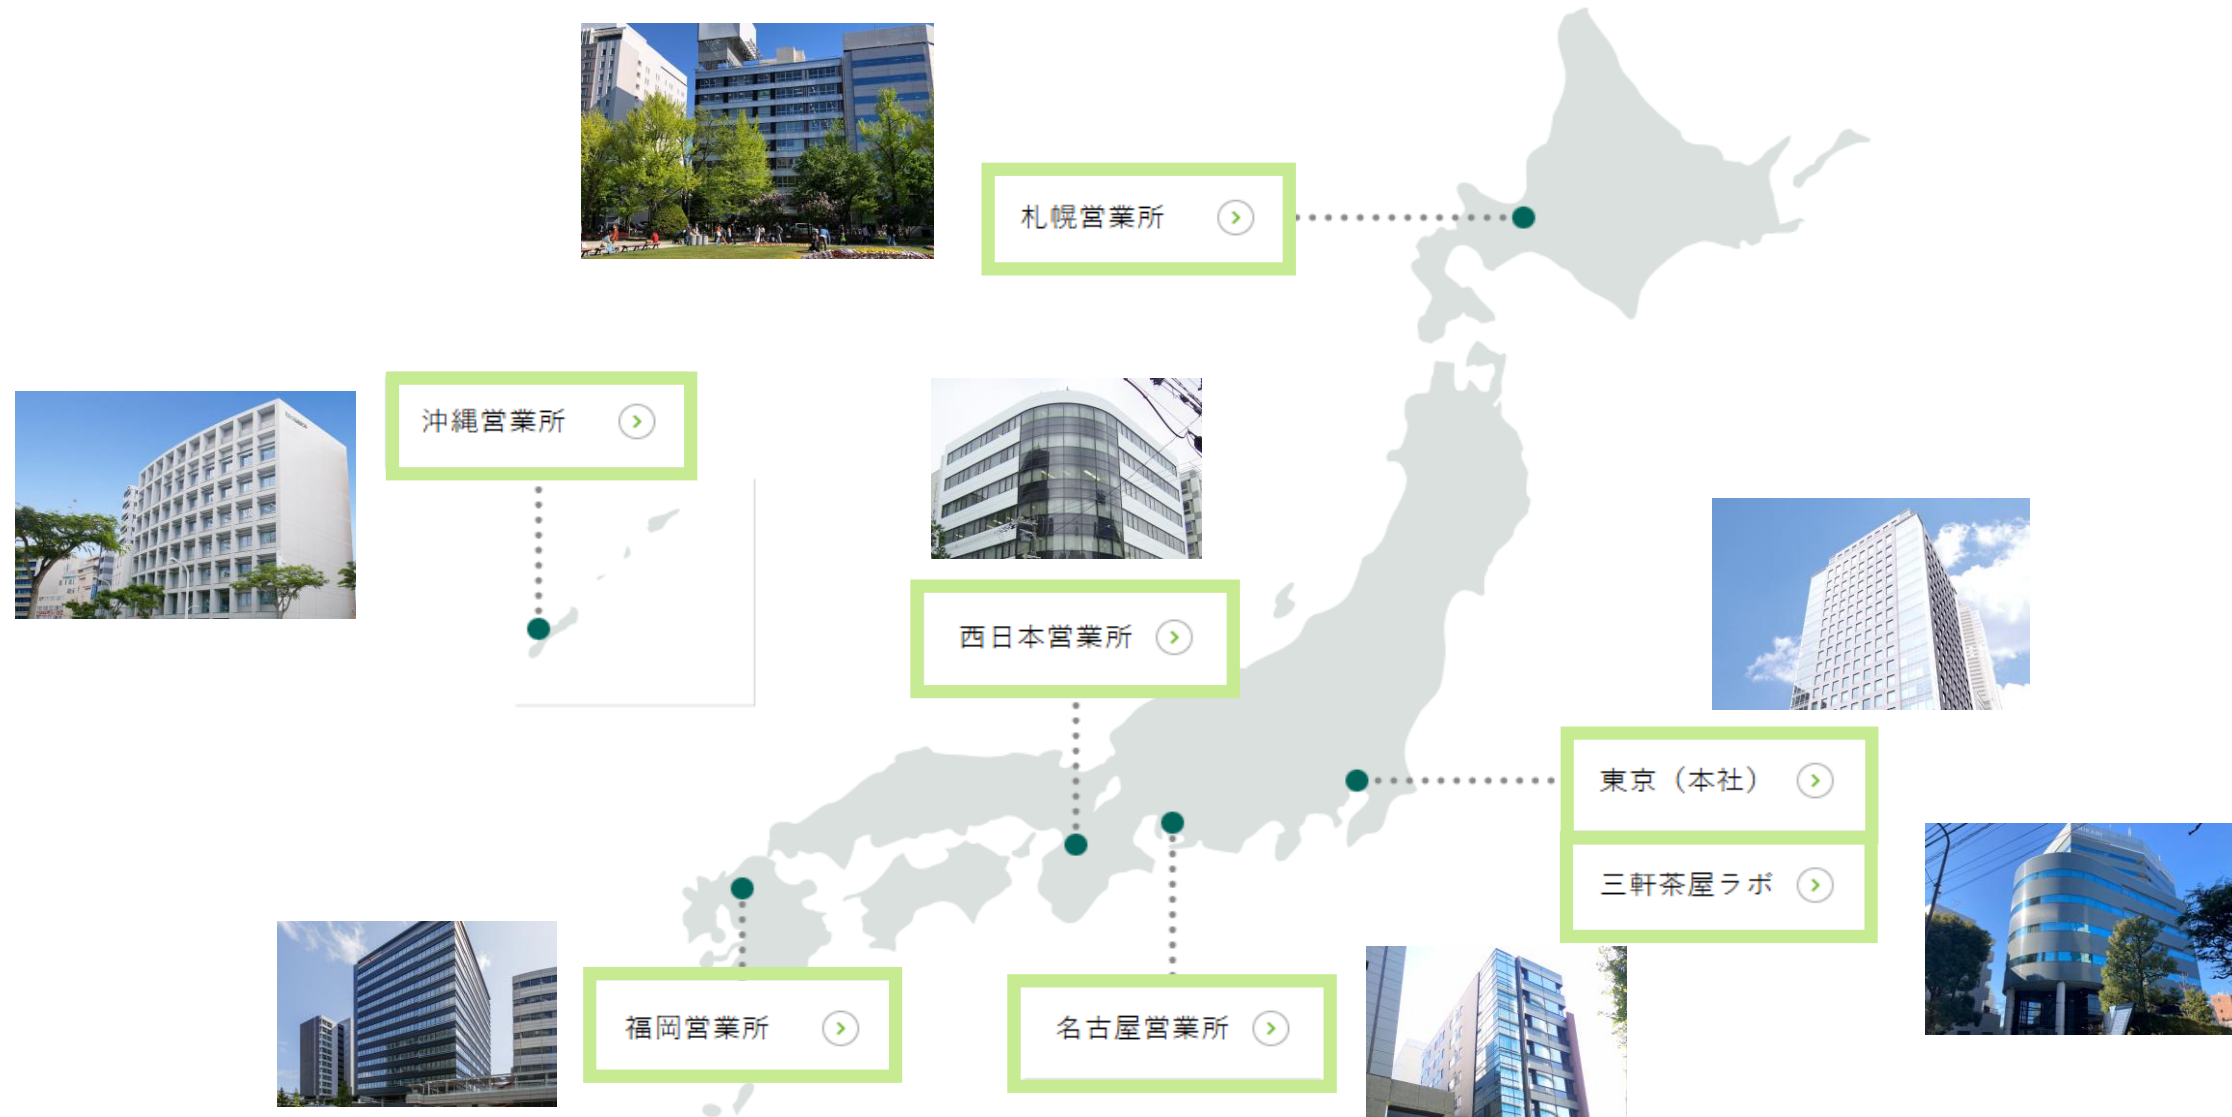 札幌営業所
沖縄営業所
西日本営業所
東京（本社）
三軒茶屋ラボ
福岡営業所
名古屋営業所